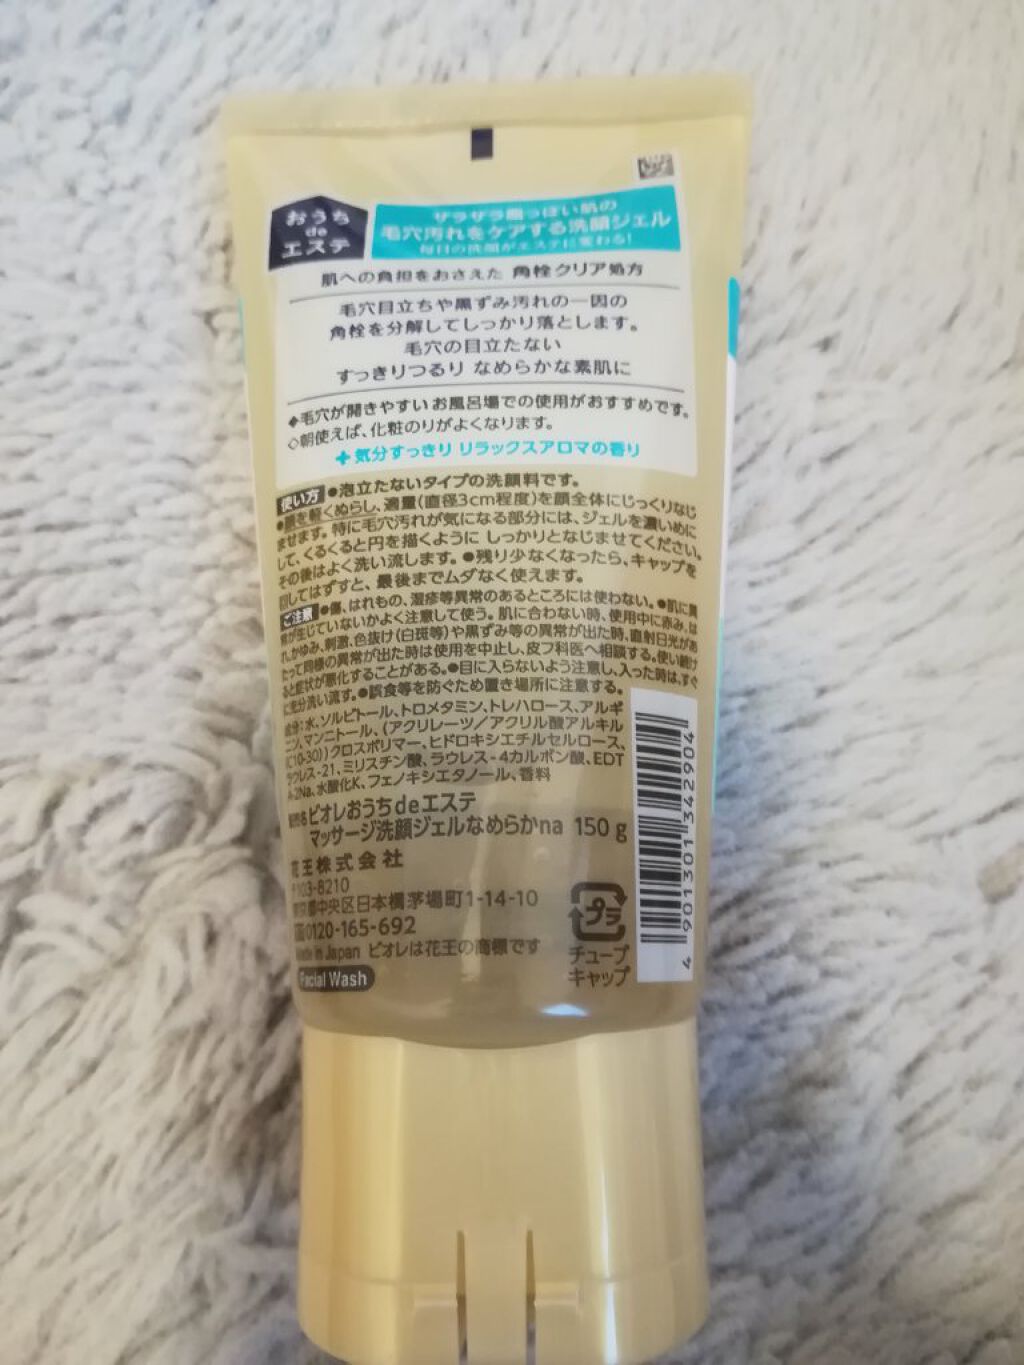 おうち
de
エステ
ザラザラ脂っぽい肌の
毛穴汚れをケアする洗顔ジェル
毎日の洗顔がエステに変わる!
肌への負担をおさえた 角栓クリア処方
毛穴目立ちや黒ずみ汚れの一因の
角栓を分解してしっかり落とします。
毛穴の目立たない
すっきりつるり なめらかな素肌に
◆毛穴が開きやすいお風呂場での使用がおすすめです。
◇朝使えば、化粧のりがよくなります。
+気分すっきり リラックスアロマの香り
使い方 ●泡立たないタイプの洗顔料です。
●顔を軽くぬらし、適量(直径3cm程度)を顔全体にじっくりなじ
ませます。特に毛穴汚れが気になる部分には、ジェルを濃いめに
して、くるくると円を描くように しっかりとなじませてください。
その後はよく洗い流します。●残り少なくなったら、キャップを
回してはずすと、最後までムダなく使えます。
ご注意 ●傷、はれもの、湿疹等異常のあるところには使わない。●肌に異
常が生じていないかよく注意して使う。肌に合わない時、使用中に赤み、は
れ、かゆみ、刺激、色抜け(白斑等)や黒ずみ等の異常が出た時、直射日光があ
たって同様の異常が出た時は使用を中止し、皮フ科医へ相談する。使い続け
ると症状が悪化することがある。●目に入らないよう注意し、入った時は、すぐ
に充分洗い流す。●誤食等を防ぐため置き場所に注意する。
成分:水、ソルビトール、トロメタミン、トレハロース、アルギ
ニン、マンニトール、(アクリレーツ/アクリル酸アルキル
(C10-30))クロスポリマー、ヒドロキシエチルセルロース、
ラウレス-21、ミリスチン酸、ラウレス-4カルボン酸、EDT
A-2Na、水酸化K、フェノキシエタノール、香料
販売名 ビオレおうちdeエステ
マッサージ洗顔ジェルなめらかna 150g
花王株式会社
〒103-8210
東京都中央区日本橋茅場町1-14-10
0120-165-692
Made in Japan ビオレは花王の商標です
Facial Wash
プラ
チューブ
キャップ
4 901301 342904